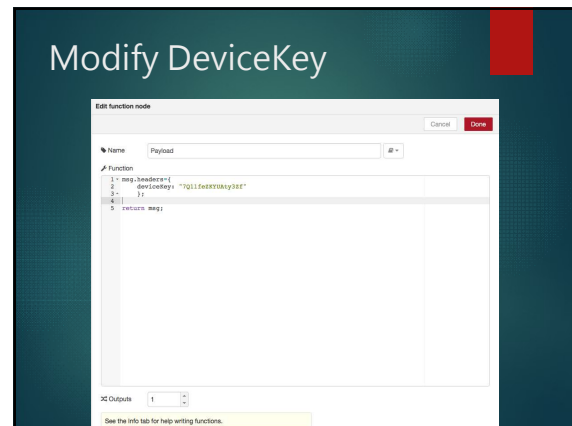 Modify DeviceKey
Edit function node
Cancel Done
Name Payload
Function
1 msg.headers={
2 deviceKey:
3 };
4
5 return msg;
Outputs 1
See the Info tab for help writing functions.